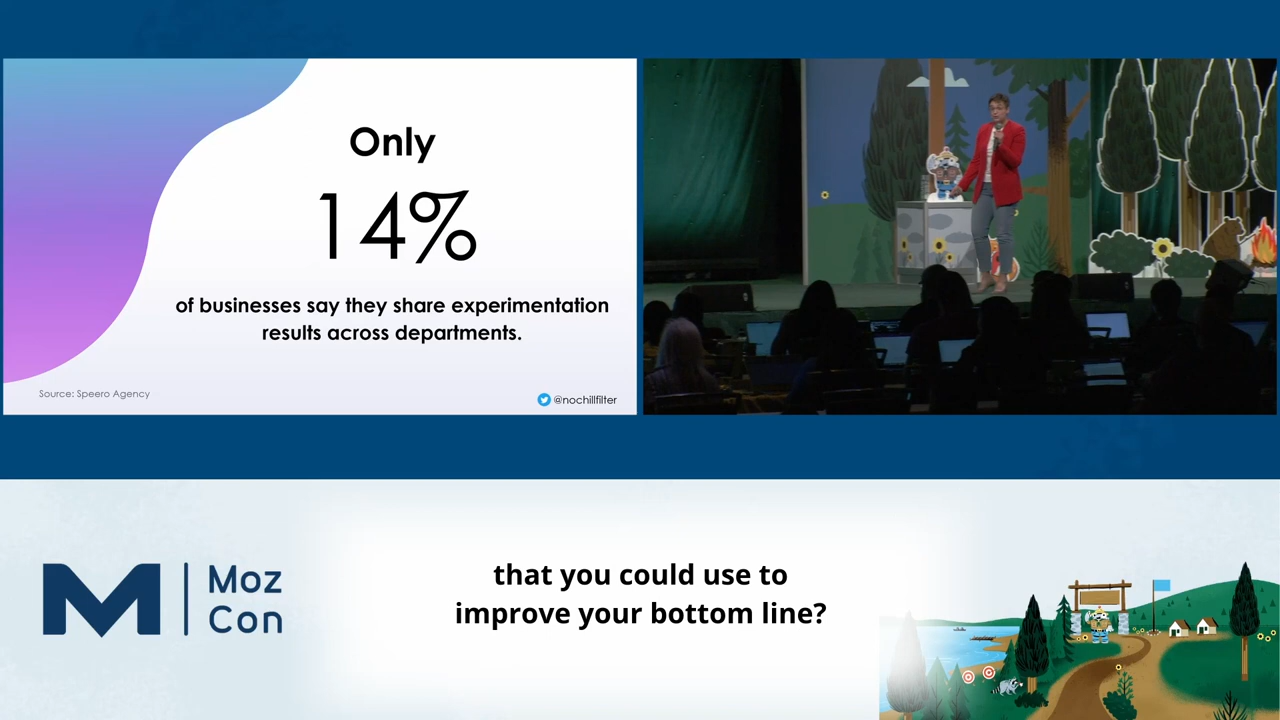 Only
14%
of businesses say they share experimentation
results across departments.
Source: Speero Agency
@nochillfilter
Moz
Con
that you could use to
improve your bottom line?